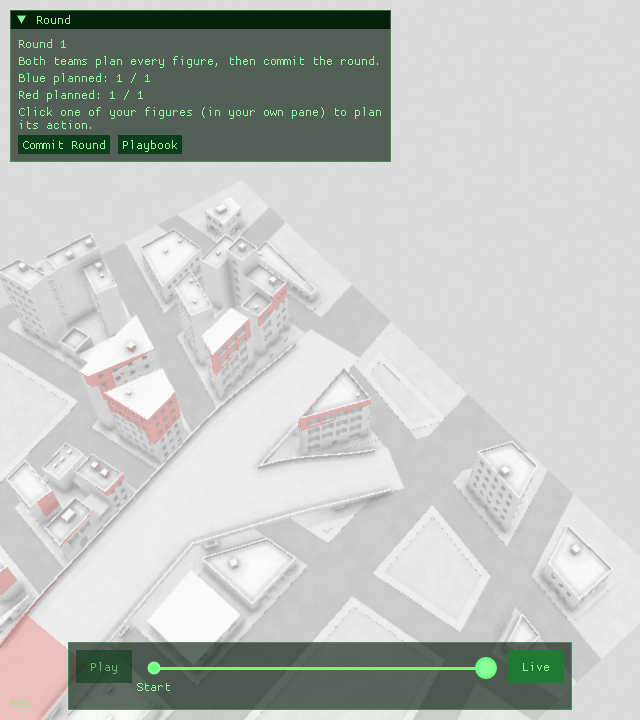 Round
Round 1
Both teams plan every figure, then commit the round.
Blue planned: 1 / 1
Red planned: 1 / 1
Click one of your figures (in your own pane) to plan
its action.
Commit Round
Playbook
Play
Live
Start